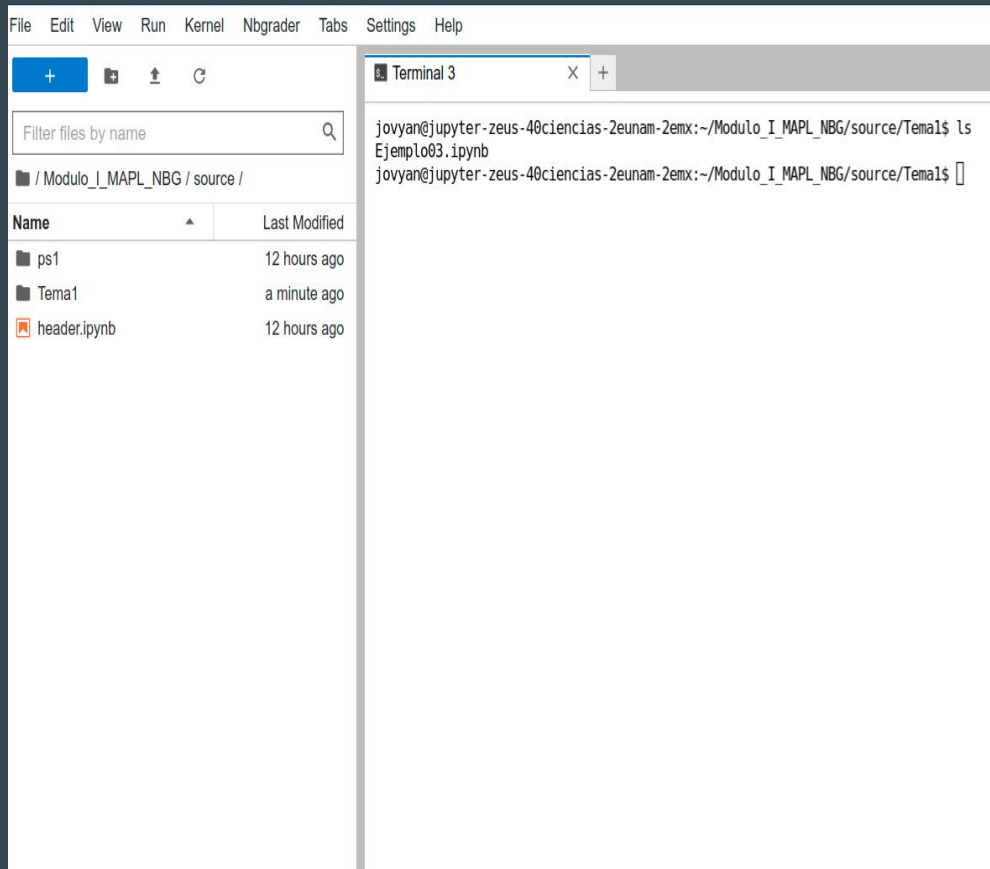 File Edit View Run Kernel Nbgrader Tabs Settings Help
+
Filter files by name
/ Modulo_I_MAPL_NBG / source /
Name Last Modified
ps1 12 hours ago
Tema1 a minute ago
header.ipynb 12 hours ago
$_ Terminal 3 X +
jovyan@jupyter-zeus-40ciencias-2eunam-2emx:~/Modulo_I_MAPL_NBG/source/Tema1$ ls
Ejemplo03.ipynb
jovyan@jupyter-zeus-40ciencias-2eunam-2emx:~/Modulo_I_MAPL_NBG/source/Tema1$